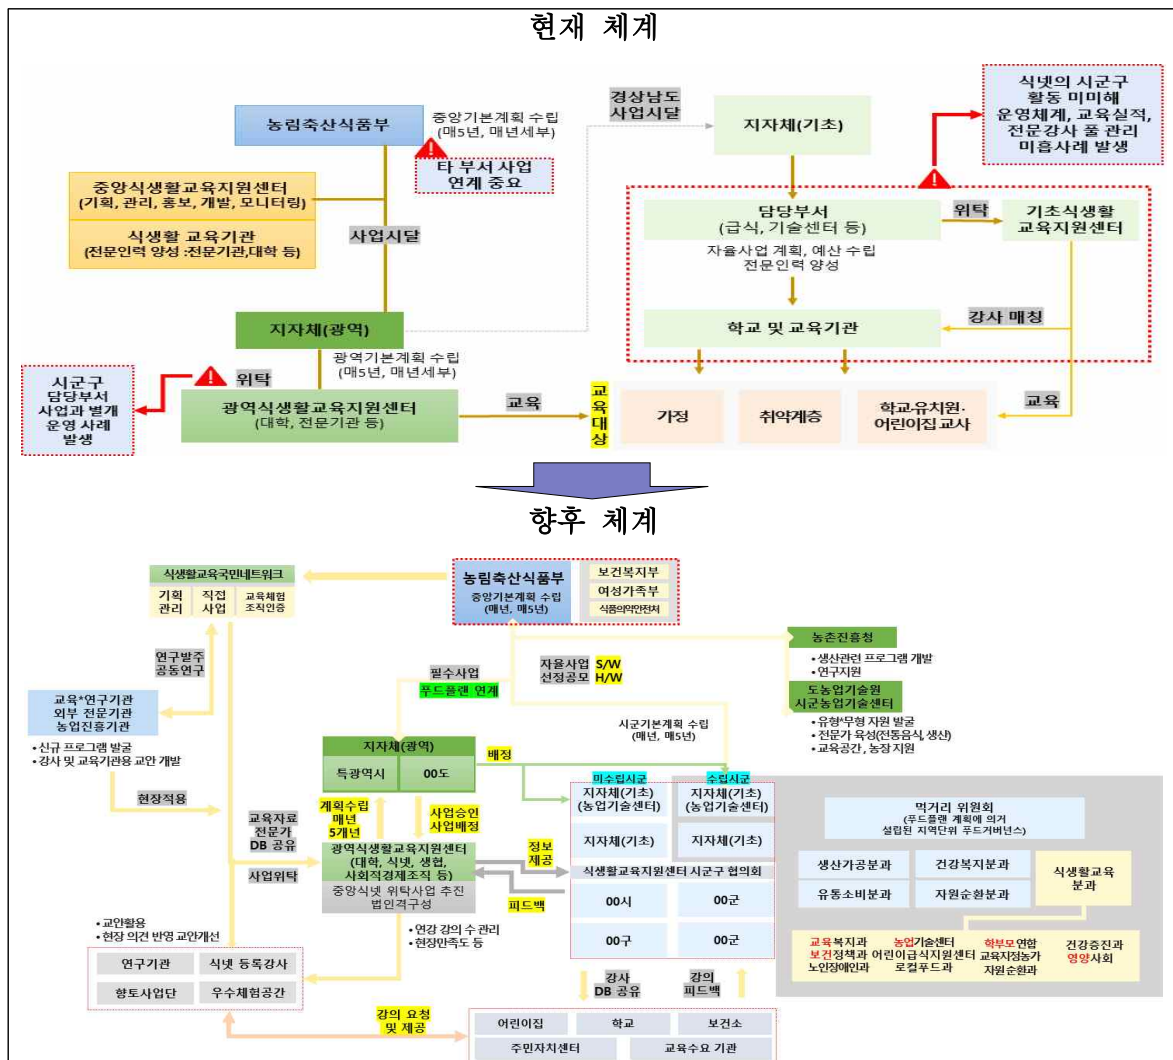 현재 체계
농림축산식품부
중앙기본계획 수립
(매5년, 매년세부)
타 부서 사업
연계 중요
중앙식생활교육지원센터
(기획, 관리, 홍보, 개발, 모니터링)
식생활 교육기관
(전문인력 양성 :전문기관,대학 등)
사업시달
지자체(광역)
광역기본계획 수립
(매5년, 매년세부)
위탁
시군구
담당부서
사업과 별개
운영 사례
발생
광역식생활교육지원센터
(대학, 전문기관 등)
교육
경상남도
사업시달
지자체(기초)
식넷의 시군구
활동 미미해
운영체계, 교육실적,
전문강사 풀 관리
미흡사례 발생
담당부서
(급식, 기술센터 등)
위탁
기초식생활
교육지원센터
자율사업 계획, 예산 수립
전문인력 양성
학교 및 교육기관
강사 매칭
교육대상
가정
취약계층
학교·유치원·
어린이집 교사
교육
향후 체계
식생활교육국민네트워크
기획
관리
직접
사업
교육체험
조직인증
농림축산식품부
중앙기본계획 수립
(매년, 매5년)
보건복지부
여성가족부
식품의약안전처
연구발주
공동연구
교육*연구기관
외부 전문기관
농업진흥기관
• 신규 프로그램 발굴
• 강사 및 교육기관용 교안 개발
현장적용
필수사업
푸드플랜 연계
자율사업 S/W
선정공모 H/W
농촌진흥청
• 생산관련 프로그램 개발
• 연구지원
도농업기술원
시군농업기술센터
• 유형*무형 자원 발굴
• 전문가 육성(전통음식, 생산)
• 교육공간, 농장 지원
시군기본계획 수립
(매년, 매5년)
지자체(광역)
특광역시
00도
배정
계획수립
매년
5개년
사업승인
사업배정
교육자료
전문가
DB 공유
사업위탁
광역식생활교육지원센터
(대학, 식넷, 생협,
사회적경제조직 등)
중앙식넷 위탁사업 추진
법인격구성
• 연강 강의 수 관리
• 현장만족도 등
정보
제공
피드백
미수립시군
수립시군
지자체(기초)
(농업기술센터)
지자체(기초)
(농업기술센터)
지자체(기초)
지자체(기초)
식생활교육지원센터 시군구 협의회
00시
00군
00구
00군
먹거리 위원회
(푸드플랜 계획에 의거
설립된 지역단위 푸드거버넌스)
생산가공분과
건강복지분과
식생활교육
분과
유통소비분과
자원순환분과
교육복지과
보건정책과
노인장애인과
농업기술센터
어린이급식지원센터
로컬푸드과
학부모연합
교육지정농가
자원순환과
건강증진과
영양사회
• 교안활용
• 현장 의견 반영 교안개선
연구기관
식넷 등록강사
향토사업단
우수체험공간
강사
DB 공유
강의
피드백
강의 요청
및 제공
어린이집
학교
보건소
주민자치센터
교육수요 기관